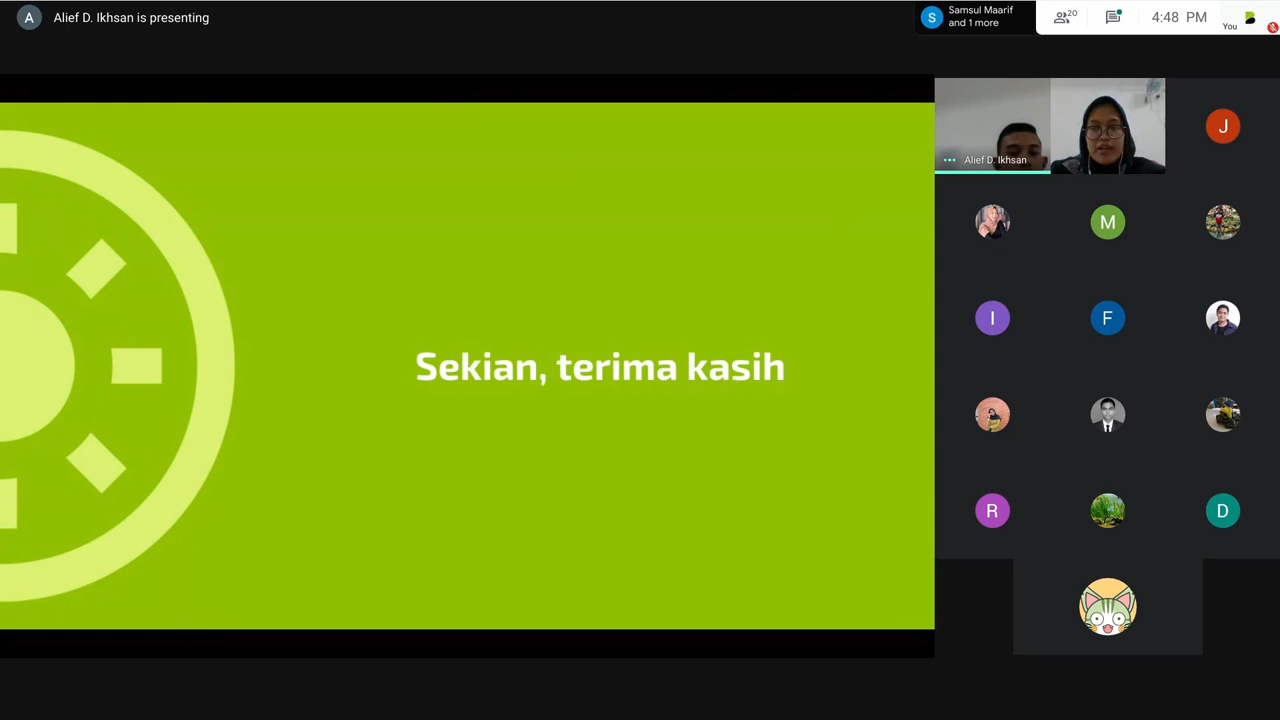 A
Alief D. Ikhsan is presenting
S
Samsul Maarif
and 1 more
20
4:48 PM
You
Alief D. Ikhsan
J
M
I
F
Sekian, terima kasih
R
D